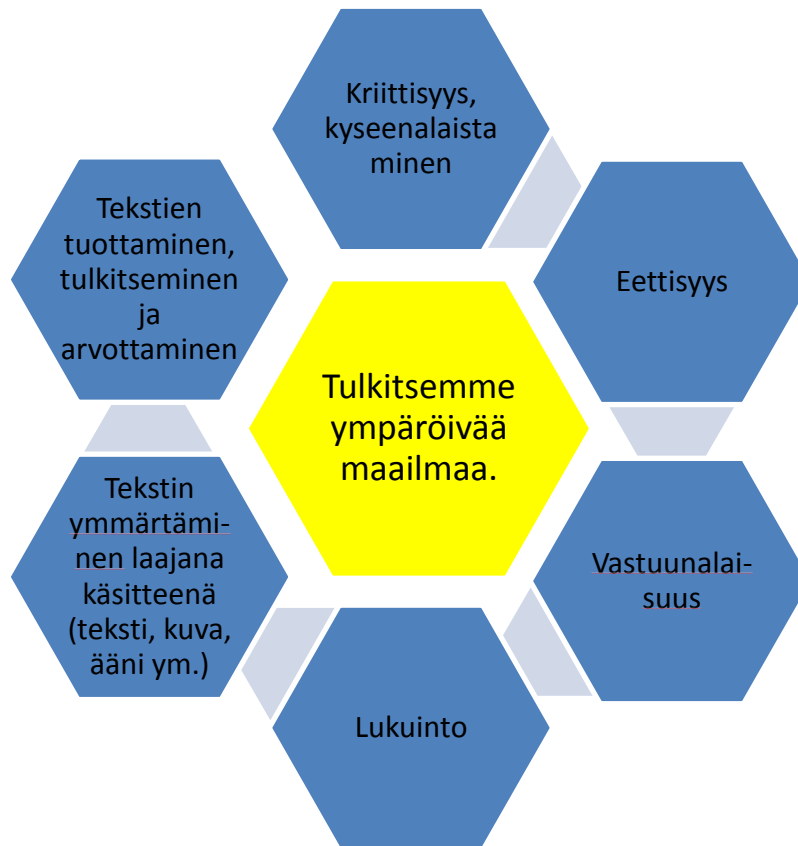 Kriittisyys,
kyseenalaista
minen
Eettisyys
Vastuunalai-
suus
Lukuinto
Tekstin
ymmärtämi-
nen laajana
käsitteenä
(teksti, kuva,
ääni ym.)
Tekstien
tuottaminen,
tulkitseminen
ja
arvottaminen
Tulkitsemme
ympäröivää
maailmaa.